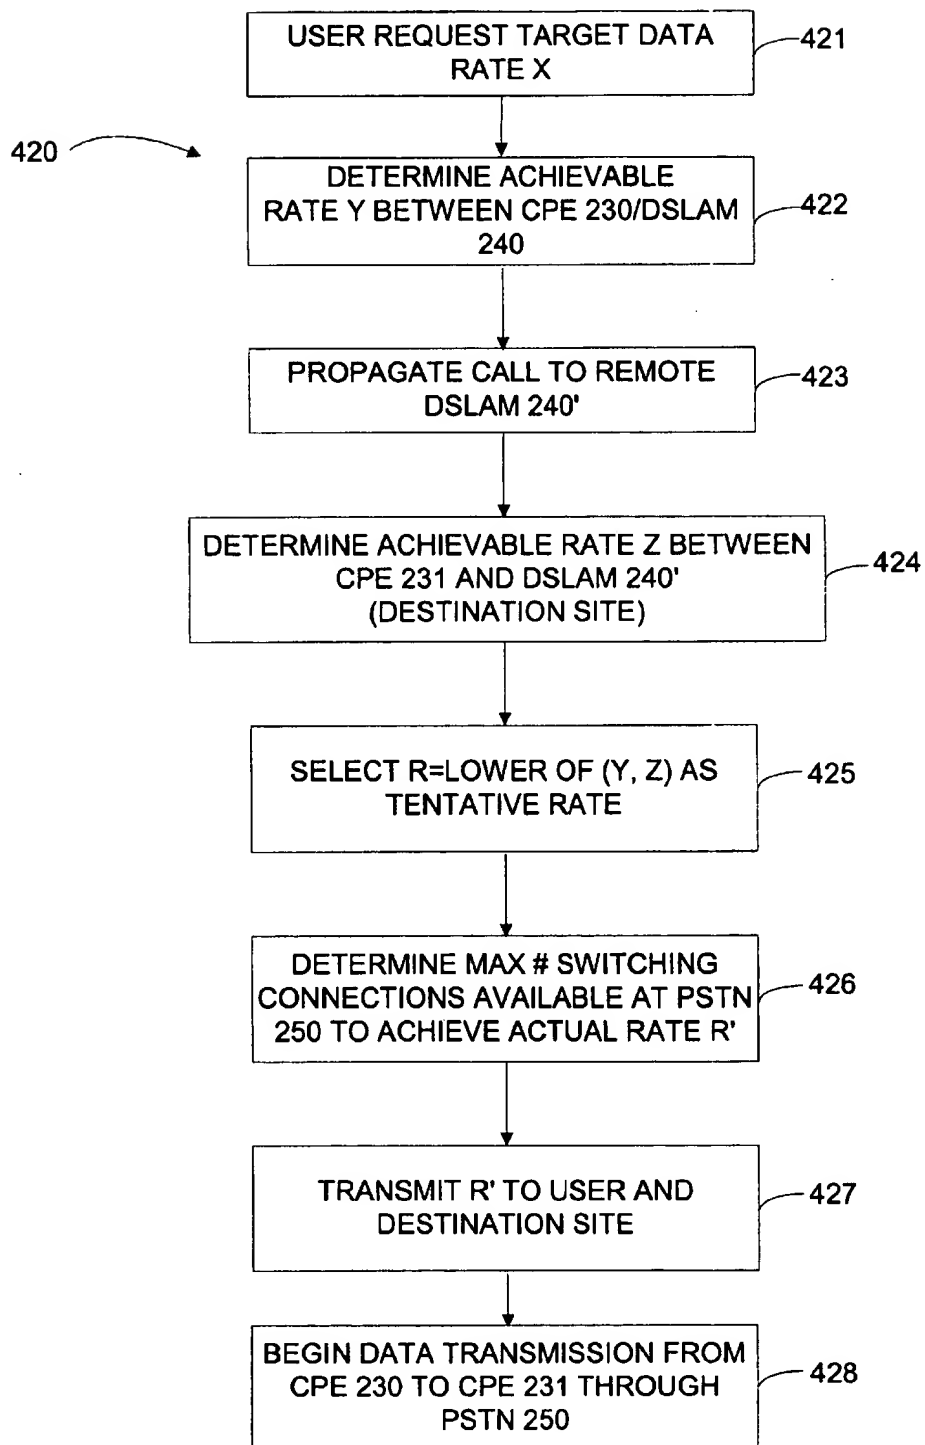 USER REQUEST TARGET DATA
RATE X
421
420
DETERMINE ACHIEVABLE
RATE Y BETWEEN CPE 230/DSLAM
240
422
PROPAGATE CALL TO REMOTE
DSLAM 240'
423
DETERMINE ACHIEVABLE RATE Z BETWEEN
CPE 231 AND DSLAM 240'
(DESTINATION SITE)
424
SELECT R=LOWER OF (Y, Z) AS
TENTATIVE RATE
425
DETERMINE MAX # SWITCHING
CONNECTIONS AVAILABLE AT PSTN
250 TO ACHIEVE ACTUAL RATE R'
426
TRANSMIT R' TO USER AND
DESTINATION SITE
427
BEGIN DATA TRANSMISSION FROM
CPE 230 TO CPE 231 THROUGH
PSTN 250
428